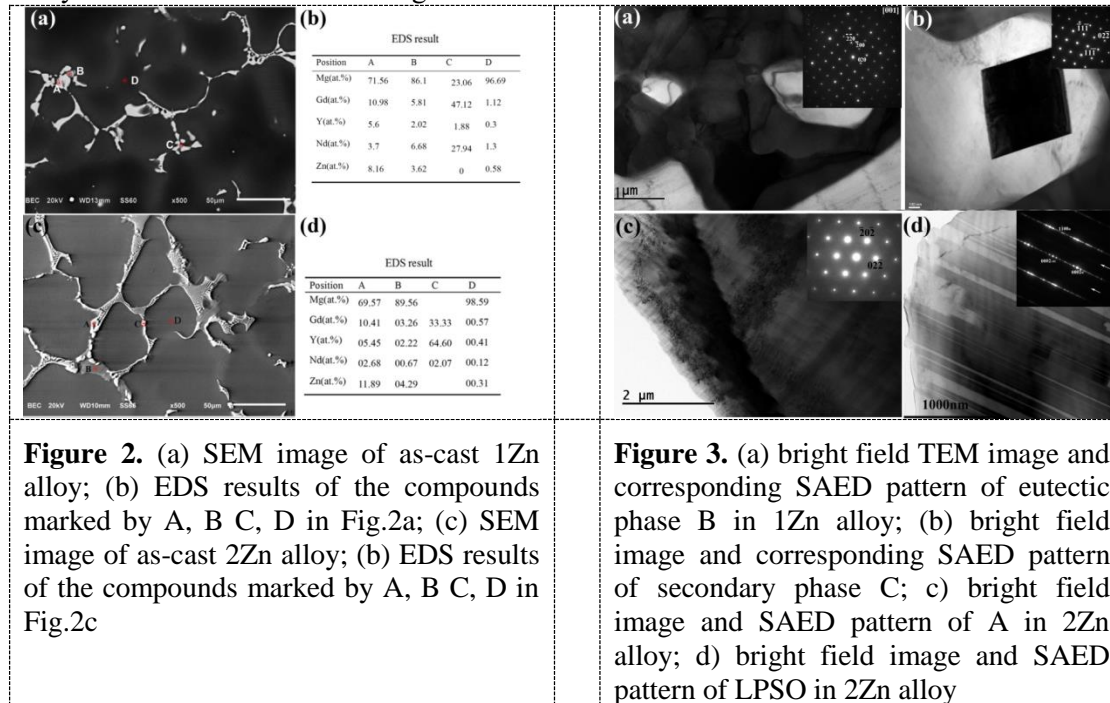 (a)
B
A
D
C
BEC 20kV WD13mm SS60 x500 50μm
(b)
EDS result
Position A B C D
Mg(at.%) 71.56 86.1 23.06 96.69
Gd(at.%) 10.98 5.81 47.12 1.12
Y(at.%) 5.6 2.02 1.88 0.3
Nd(at.%) 3.7 6.68 27.94 1.3
Zn(at.%) 8.16 3.62 0 0.58
(c)
A
C
D
B
BEC 20kV WD10mm x500 50μm
(d)
EDS result
Position A B C D
Mg(at.%) 69.57 89.56 98.59
Gd(at.%) 10.41 03.26 33.33 00.57
Y(at.%) 05.45 02.22 64.60 00.41
Nd(at.%) 02.68 00.67 02.07 00.12
Zn(at.%) 11.89 04.29 00.31
(a)
[001]
1μm
(b)
(c)
202
022
2 μm
(d)
1000nm
Figure 2. (a) SEM image of as-cast 1Zn
alloy; (b) EDS results of the compounds
marked by A, B C, D in Fig.2a; (c) SEM
image of as-cast 2Zn alloy; (b) EDS results
of the compounds marked by A, B C, D in
Fig.2c
Figure 3. (a) bright field TEM image and
corresponding SAED pattern of eutectic
phase B in 1Zn alloy; (b) bright field
image and corresponding SAED pattern
of secondary phase C; c) bright field
image and SAED pattern of A in 2Zn
alloy; d) bright field image and SAED
pattern of LPSO in 2Zn alloy